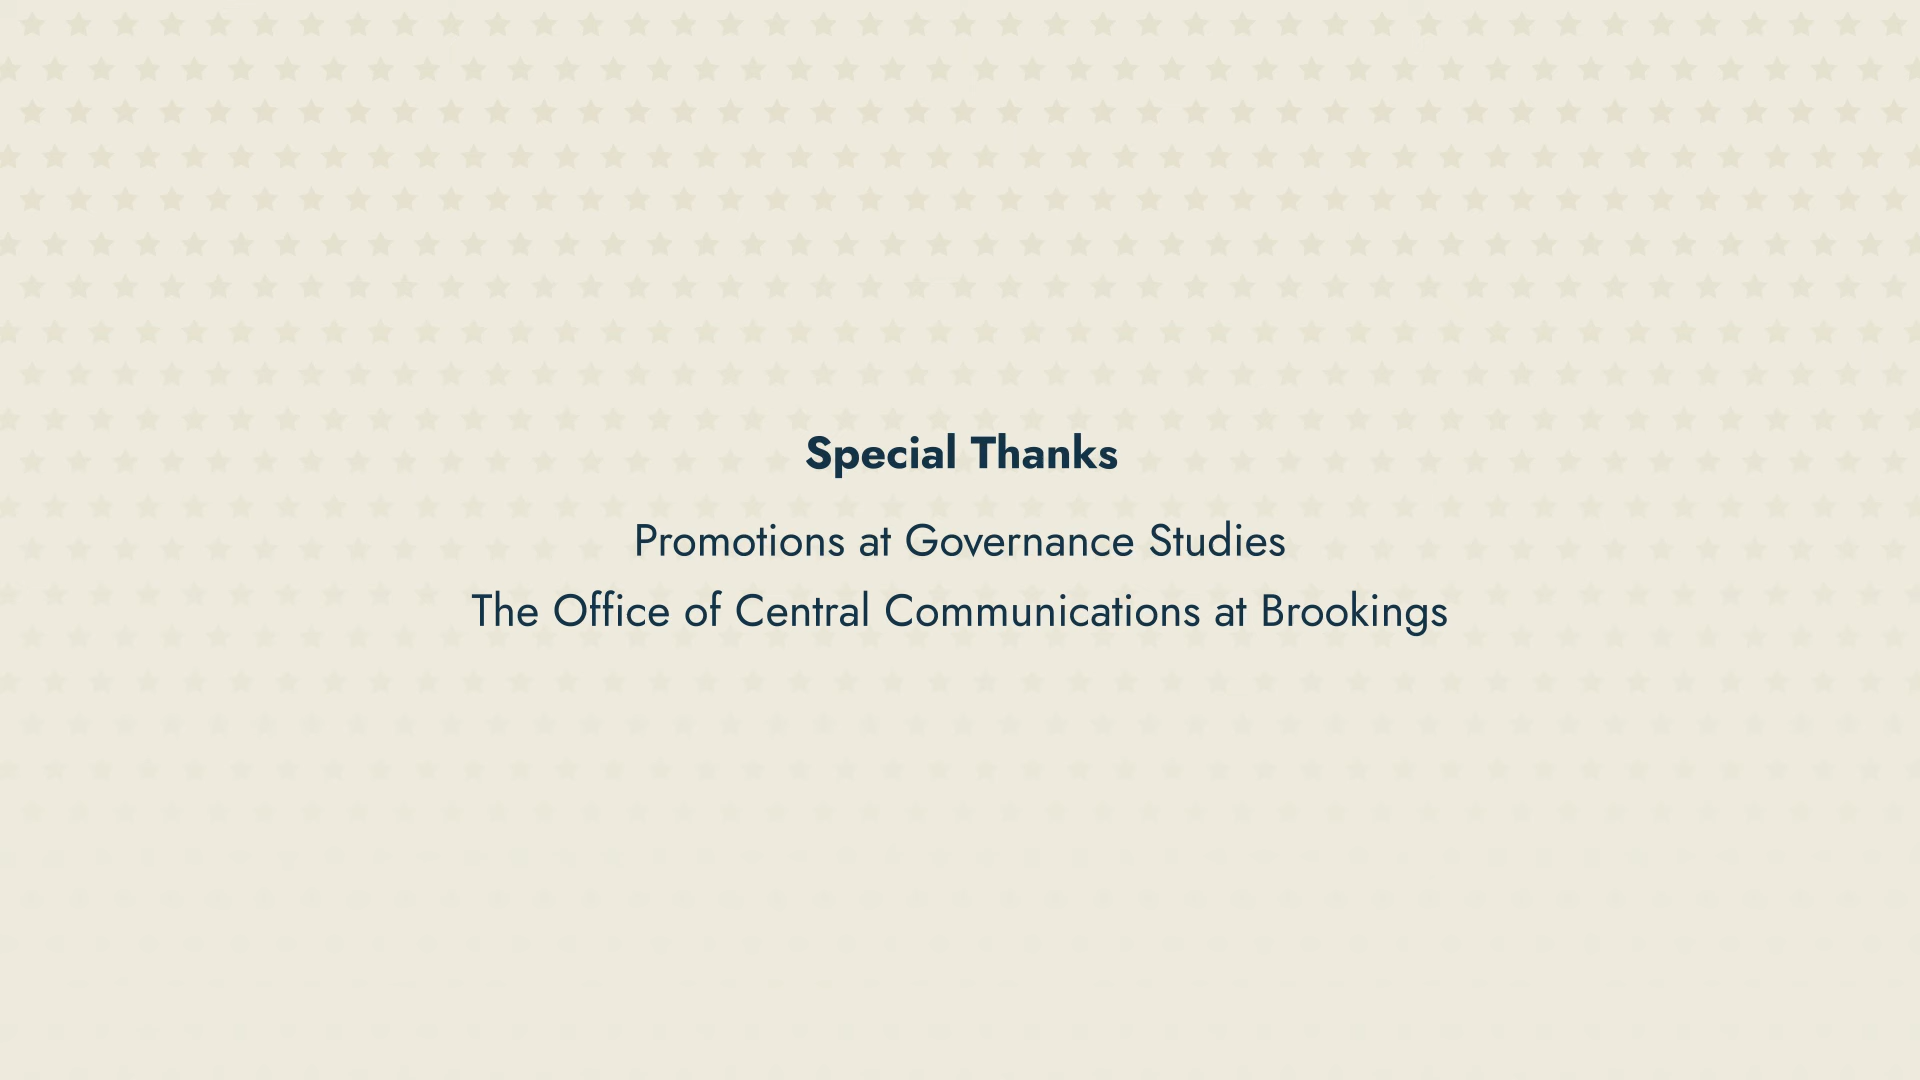 Special Thanks
Promotions at Governance Studies
The Office of Central Communications at Brookings